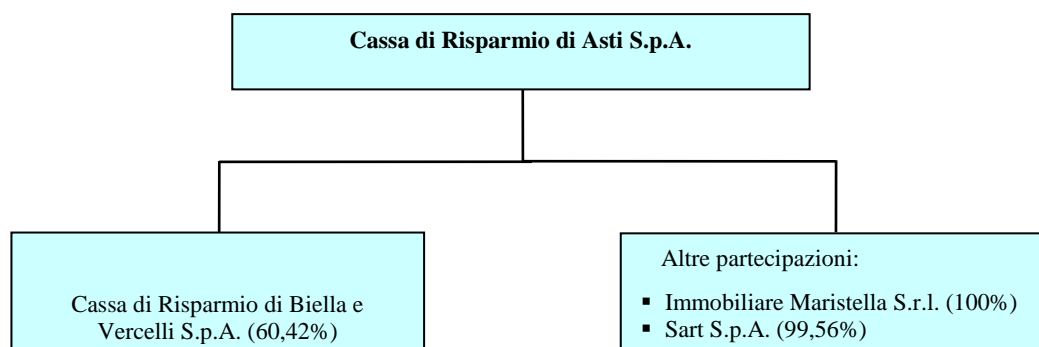 Cassa di Risparmio di Asti S.p.A.
Cassa di Risparmio di Biella e
Vercelli S.p.A. (60,42%)
Altre partecipazioni:
▪ Immobiliare Maristella S.r.l. (100%)
▪ Sart S.p.A. (99,56%)